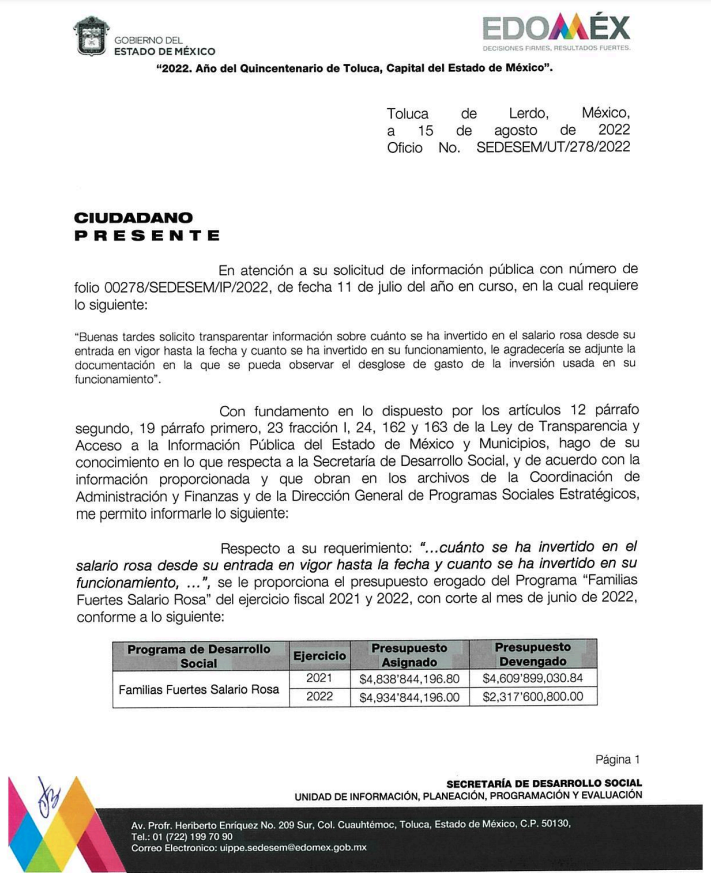 GOBIERNO DEL
ESTADO DE MÉXICO
EDOMÉX
DECISIONES FIRMES, RESULTADOS FUERTES.
“2022. Año del Quincentenario de Toluca, Capital del Estado de México”.
Toluca de Lerdo, México,
a 15 de agosto de 2022
Oficio No. SEDESEM/UT/278/2022
CIUDADANO
P R E S E N T E
En atención a su solicitud de información pública con número de
folio 00278/SEDESEM/IP/2022, de fecha 11 de julio del año en curso, en la cual requiere
lo siguiente:
“Buenas tardes solicito transparentar información sobre cuánto se ha invertido en el salario rosa desde su
entrada en vigor hasta la fecha y cuanto se ha invertido en su funcionamiento, le agradecería se adjunte la
documentación en la que se pueda observar el desglose de gasto de la inversión usada en su
funcionamiento”.
Con fundamento en lo dispuesto por los artículos 12 párrafo
segundo, 19 párrafo primero, 23 fracción I, 24, 162 y 163 de la Ley de Transparencia y
Acceso a la Información Pública del Estado de México y Municipios, hago de su
conocimiento en lo que respecta a la Secretaría de Desarrollo Social, y de acuerdo con la
información proporcionada y que obran en los archivos de la Coordinación de
Administración y Finanzas y de la Dirección General de Programas Sociales Estratégicos,
me permito informarle lo siguiente:
Respecto a su requerimiento: “...cuánto se ha invertido en el
salario rosa desde su entrada en vigor hasta la fecha y cuanto se ha invertido en su
funcionamiento, ...”, se le proporciona el presupuesto erogado del Programa “Familias
Fuertes Salario Rosa” del ejercicio fiscal 2021 y 2022, con corte al mes de junio de 2022,
conforme a lo siguiente:
Programa de Desarrollo Social Ejercicio Presupuesto Asignado Presupuesto Devengado
Familias Fuertes Salario Rosa 2021 $4,838'844,196.80 $4,609'899,030.84
2022 $4,934'844,196.00 $2,317'600,800.00
Página 1
SECRETARÍA DE DESARROLLO SOCIAL
UNIDAD DE INFORMACIÓN, PLANEACIÓN, PROGRAMACIÓN Y EVALUACIÓN
Av. Profr. Heriberto Enríquez No. 209 Sur, Col. Cuauhtémoc, Toluca, Estado de México, C.P. 50130,
Tel.: 01 (722) 199 70 90
Correo Electronico: uippe.sedesem@edomex.gob.mx